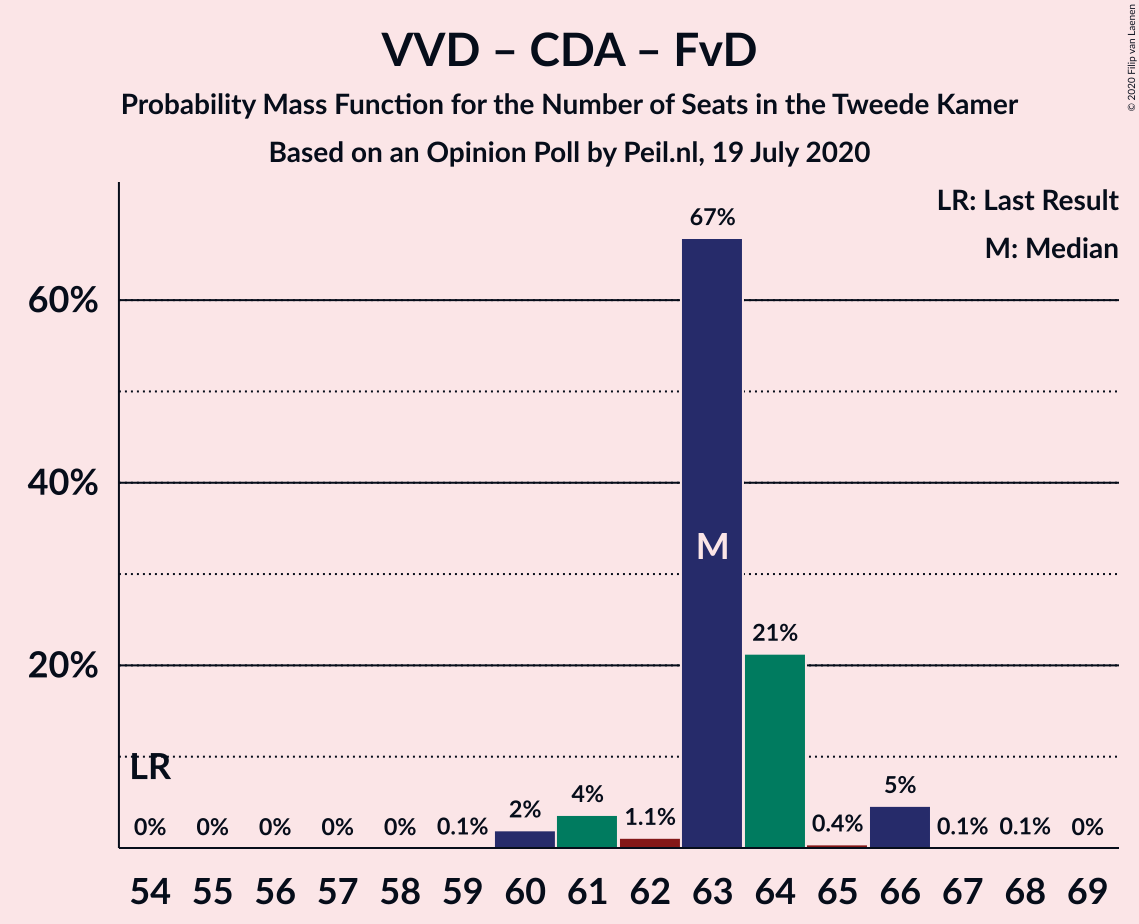 VVD – CDA – FvD
Probability Mass Function for the Number of Seats in the Tweede Kamer
Based on an Opinion Poll by Peil.nl, 19 July 2020
© 2020 Filip van Laenen
LR: Last Result
M: Median
60%
40%
20%
LR
M
0% 0% 0% 0% 0% 0.1% 2% 4% 1.1% 67% 21% 0.4% 5% 0.1% 0.1% 0%
54 55 56 57 58 59 60 61 62 63 64 65 66 67 68 69